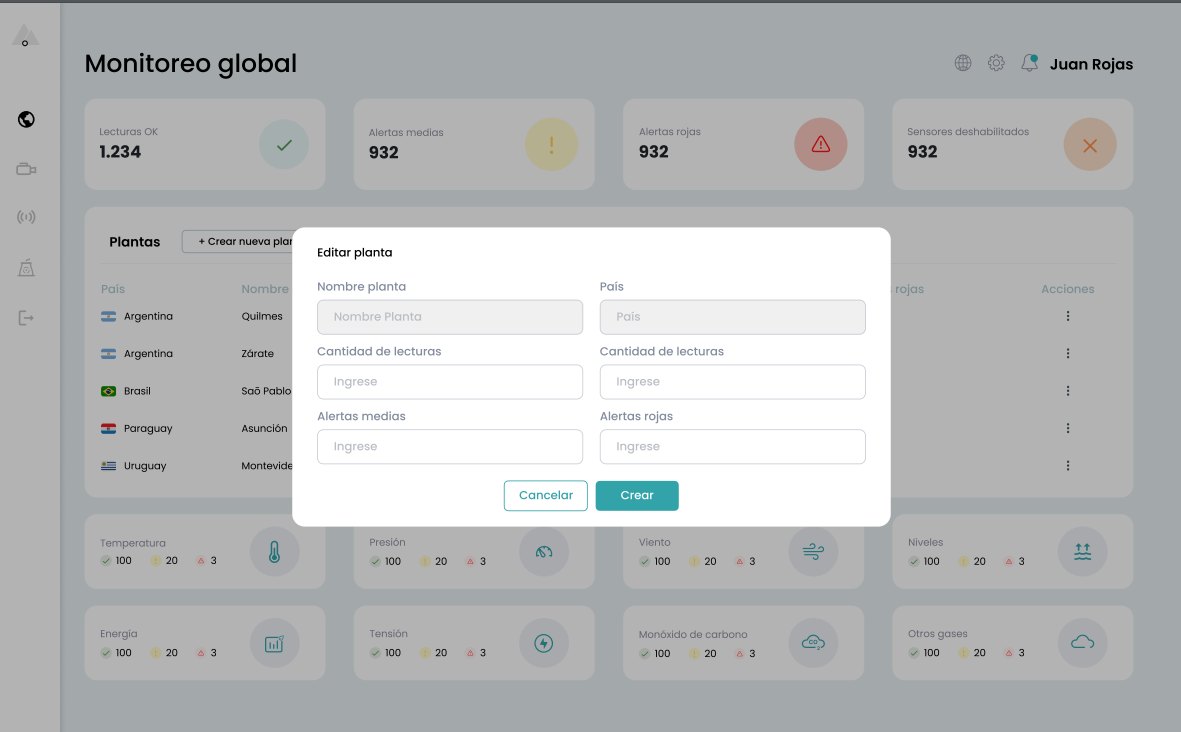 Monitoreo global
Juan Rojas
Lecturas OK
1.234
Alertas medias
932
Alertas rojas
932
Sensores deshabilitados
932
Plantas
+ Crear nueva plan
País
Nombre
rojas
Acciones
Argentina
Quilmes
Argentina
Zárate
Brasil
Saō Pablo
Paraguay
Asunción
Uruguay
Montevide
Editar planta
Nombre planta
País
Nombre Planta
País
Cantidad de lecturas
Cantidad de lecturas
Ingrese
Ingrese
Alertas medias
Alertas rojas
Ingrese
Ingrese
Cancelar
Crear
Temperatura
100 20 3
Presión
100 20 3
Viento
100 20 3
Niveles
100 20 3
Energía
100 20 3
Tensión
100 20 3
Monóxido de carbono
100 20 3
CO2
Otros gases
100 20 3